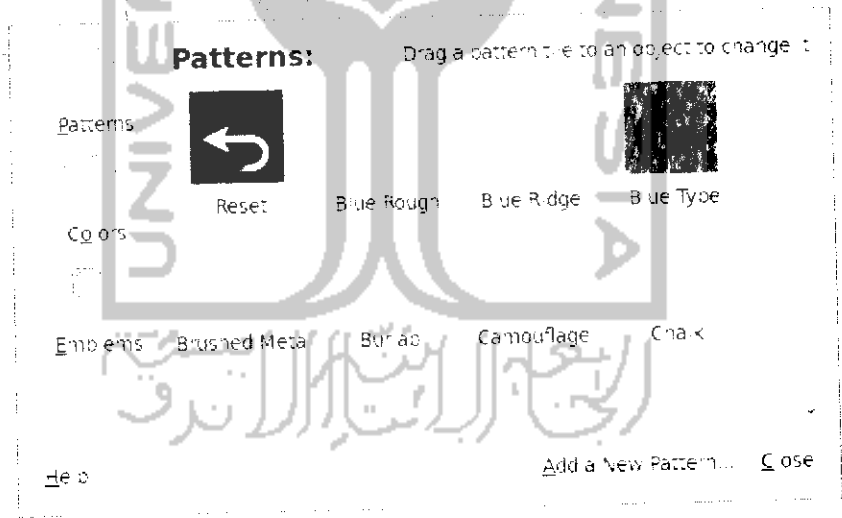 Patterns:
Drag a pattern tile to an object to change it
Patterns
Reset
Blue Rough
Blue Ridge
Blue Type
Colors
Emblems
Brushed Metal
Burlap
Camouflage
Chalk
Help
Add a New Pattern...
Close